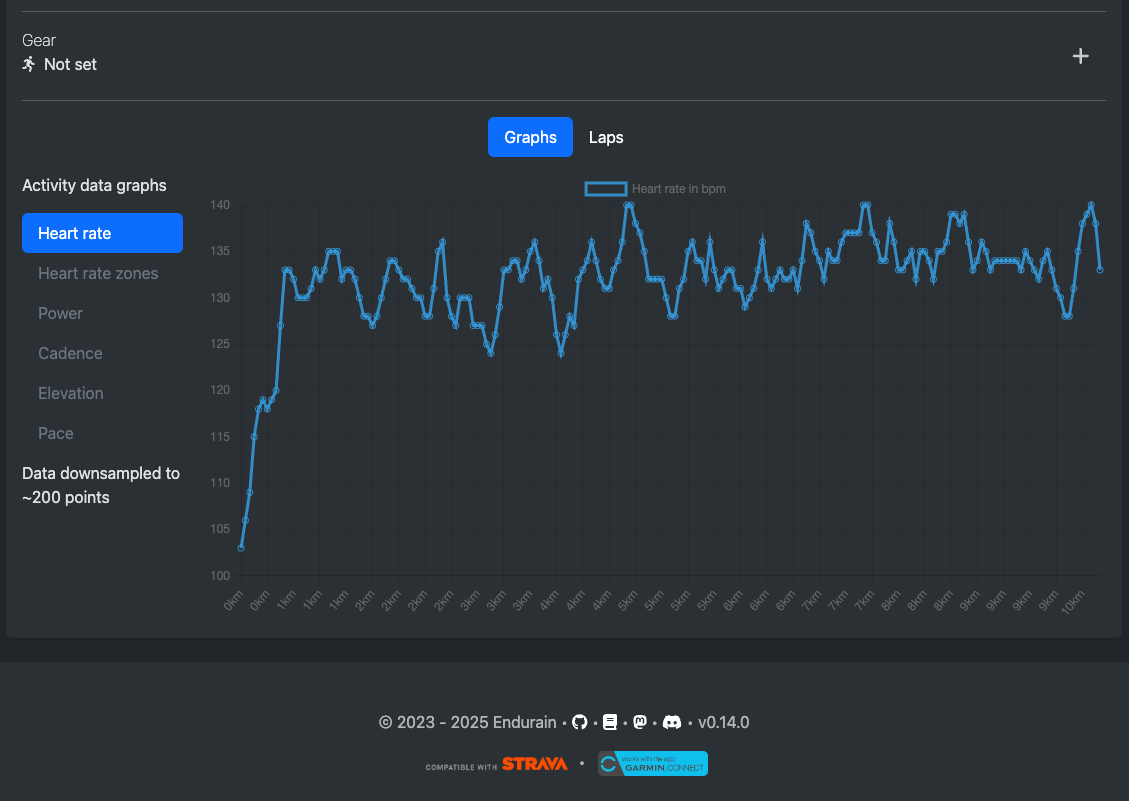 Gear
Not set
Graphs
Laps
Activity data graphs
Heart rate
Heart rate zones
Power
Cadence
Elevation
Pace
Data downsampled to
~200 points
Heart rate in bpm
140
135
130
125
120
115
110
105
100
0km
0km
1km
1km
1km
2km
2km
2km
2km
3km
3km
3km
4km
4km
4km
5km
5km
5km
5km
6km
6km
6km
7km
7km
7km
8km
8km
8km
9km
9km
9km
9km
10km
© 2023 - 2025 Endurain • • • • • v0.14.0
COMPATIBLE WITH STRAVA •
works with the app
GARMIN.CONNECT